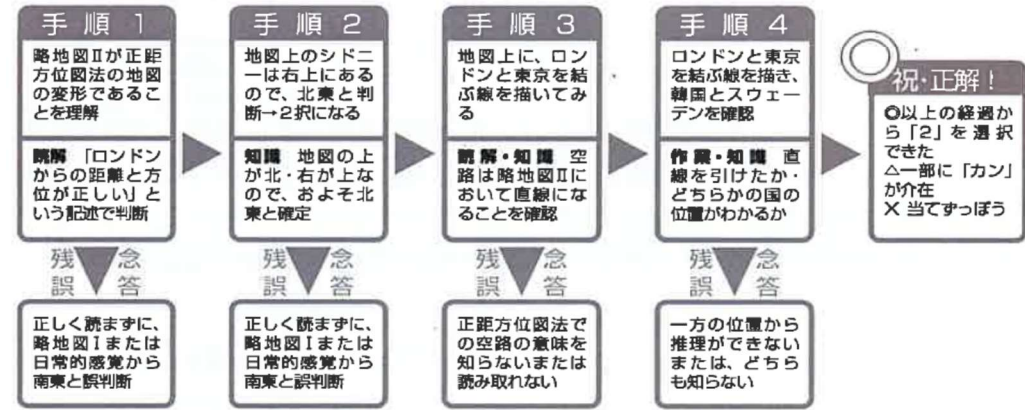 手順 1
略地図Ⅱが正距
方位図法の地図
の変形であるこ
とを理解
読解 「ロンドン
からの距離と方
位が正しい」と
いう記述で判断
残念
誤答
正しく読まずに、
略地図Ⅰまたは
日常的感覚から
南東と誤判断
手順 2
地図上のシドニ
ーは右上にある
ので、北東と判
断→2択になる
知識 地図の上
が北・右が上な
ので、およそ北
東と確定
残念
誤答
正しく読まずに、
略地図Ⅰまたは
日常的感覚から
南東と誤判断
手順 3
地図上に、ロン
ドンと東京を結
ぶ線を描いてみ
る
読解・知識 空
路は略地図Ⅱに
おいて直線にな
ることを確認
残念
誤答
正距方位図法で
の空路の意味を
知らないまたは
読み取れない
手順 4
ロンドンと東京
を結ぶ線を描き、
韓国とスウェー
デンを確認
作業・知識 直
線を引けたか・
どちらかの国の
位置がわかるか
残念
誤答
一方の位置から
推理ができない
または、どちら
も知らない
祝・正解!
◎以上の経過か
ら「2」を選択
できた
△一部に「カン」
が介在
X 当てずっぽう